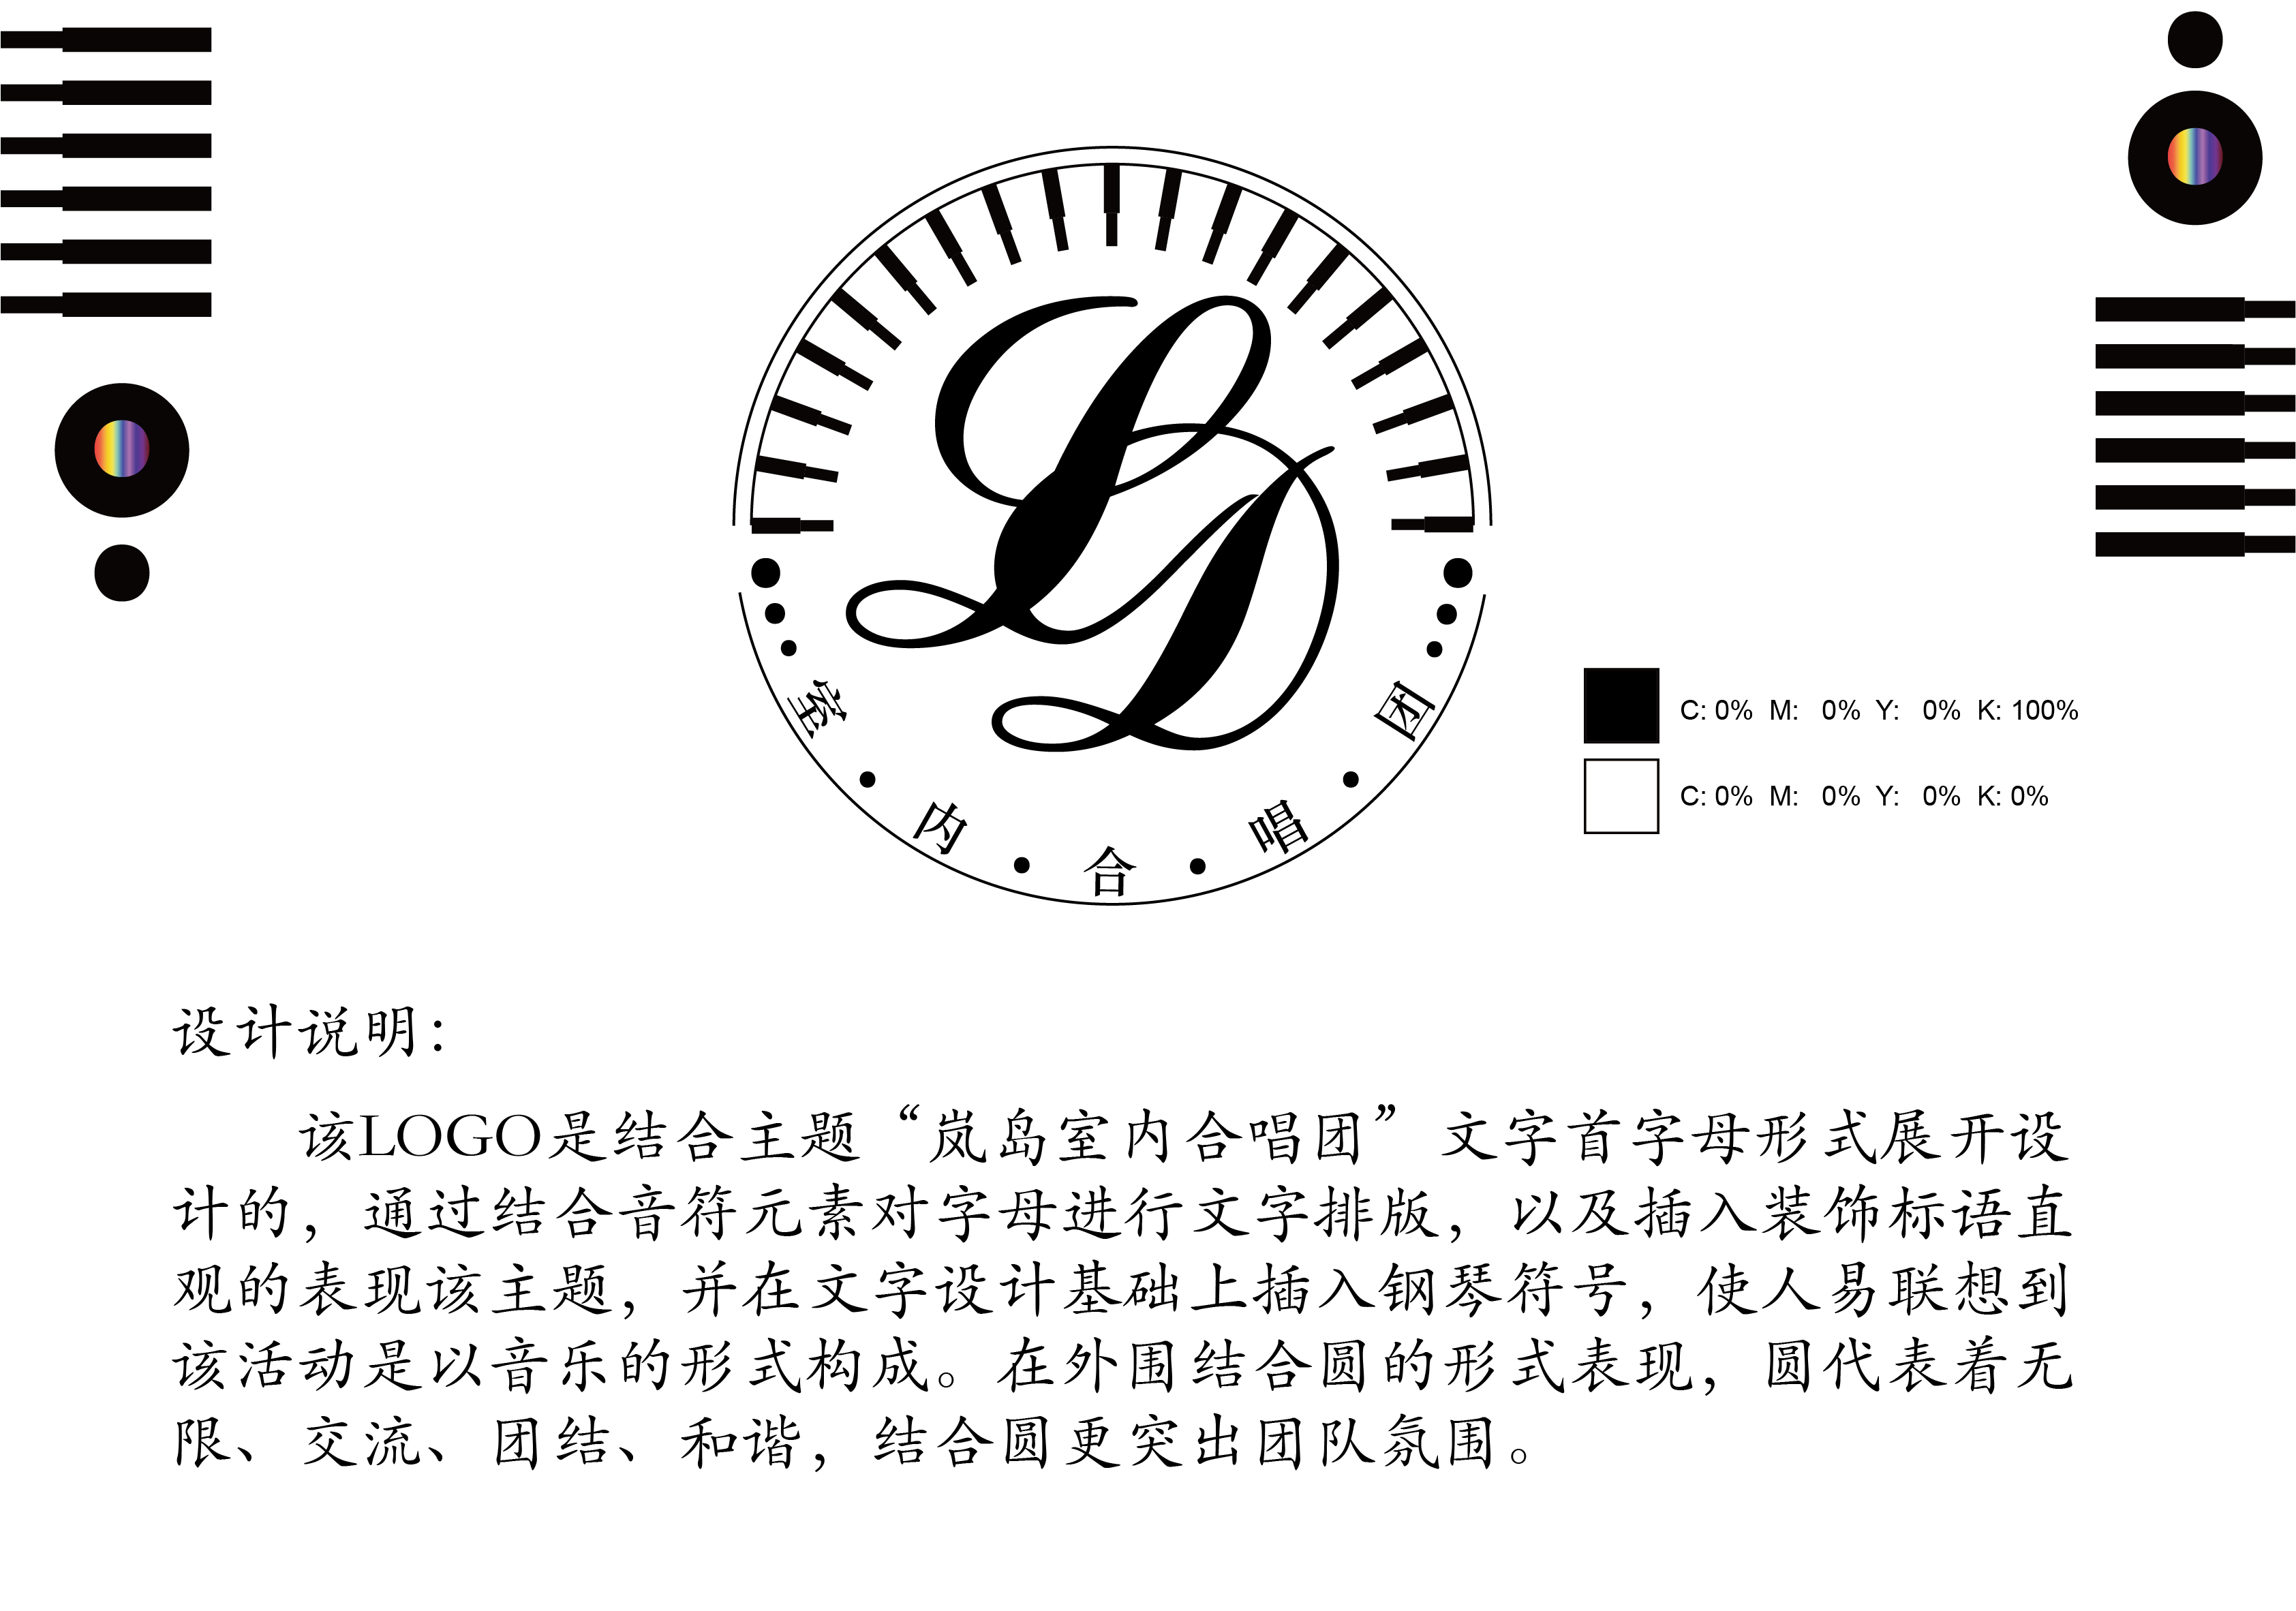 LD
室·内·合·唱·团
C: 0% M: 0% Y: 0% K: 100%
C: 0% M: 0% Y: 0% K: 0%
设计说明：
该LOGO是结合主题“岚岛室内合唱团”文字首字母形式展开设
计的，通过结合音符元素对字母进行文字排版，以及插入装饰标语直
观的表现该主题，并在文字设计基础上插入钢琴符号，使人易联想到
该活动是以音乐的形式构成。在外围结合圆的形式表现，圆代表着无
限、交流、团结、和谐，结合圆更突出团队氛围。